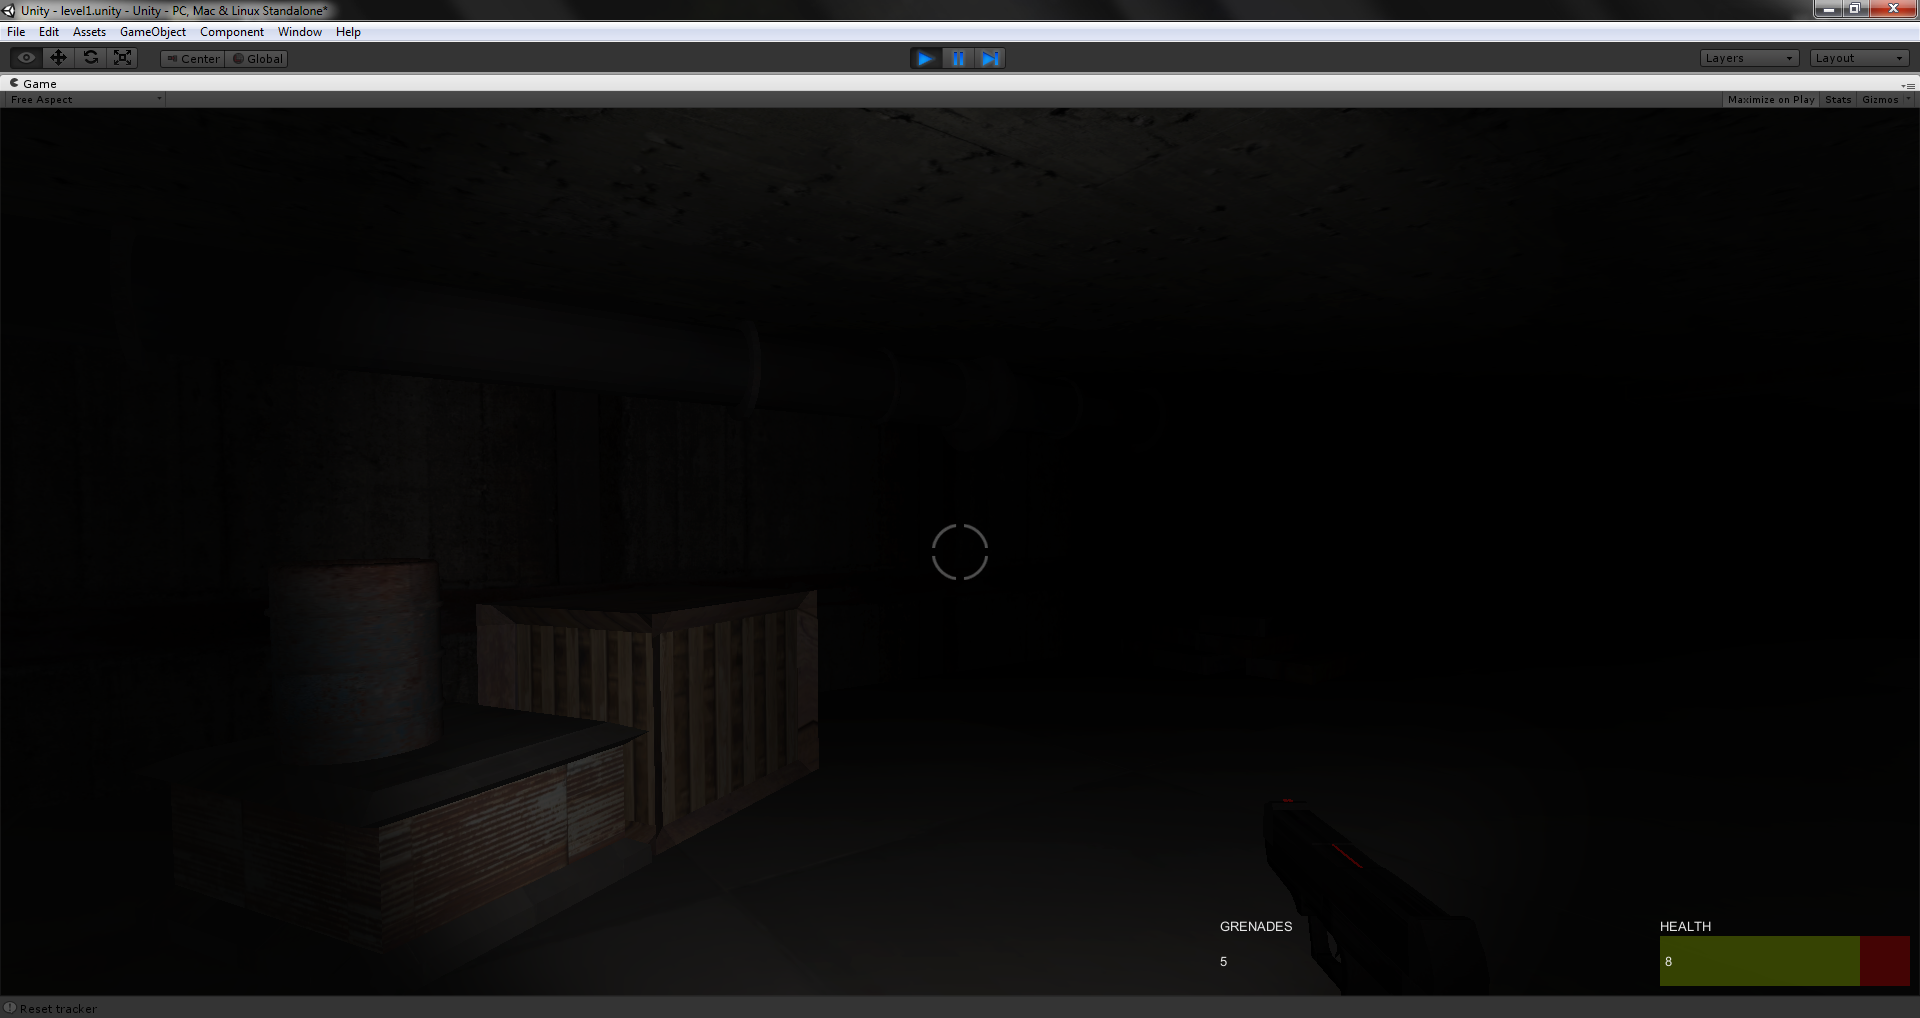 Unity - level1.unity - Unity - PC, Mac & Linux Standalone*
File Edit Assets GameObject Component Window Help
Center Global Layers Layout
Game
Free Aspect Maximize on Play Stats Gizmos
GRENADES HEALTH
5 8
Reset tracker